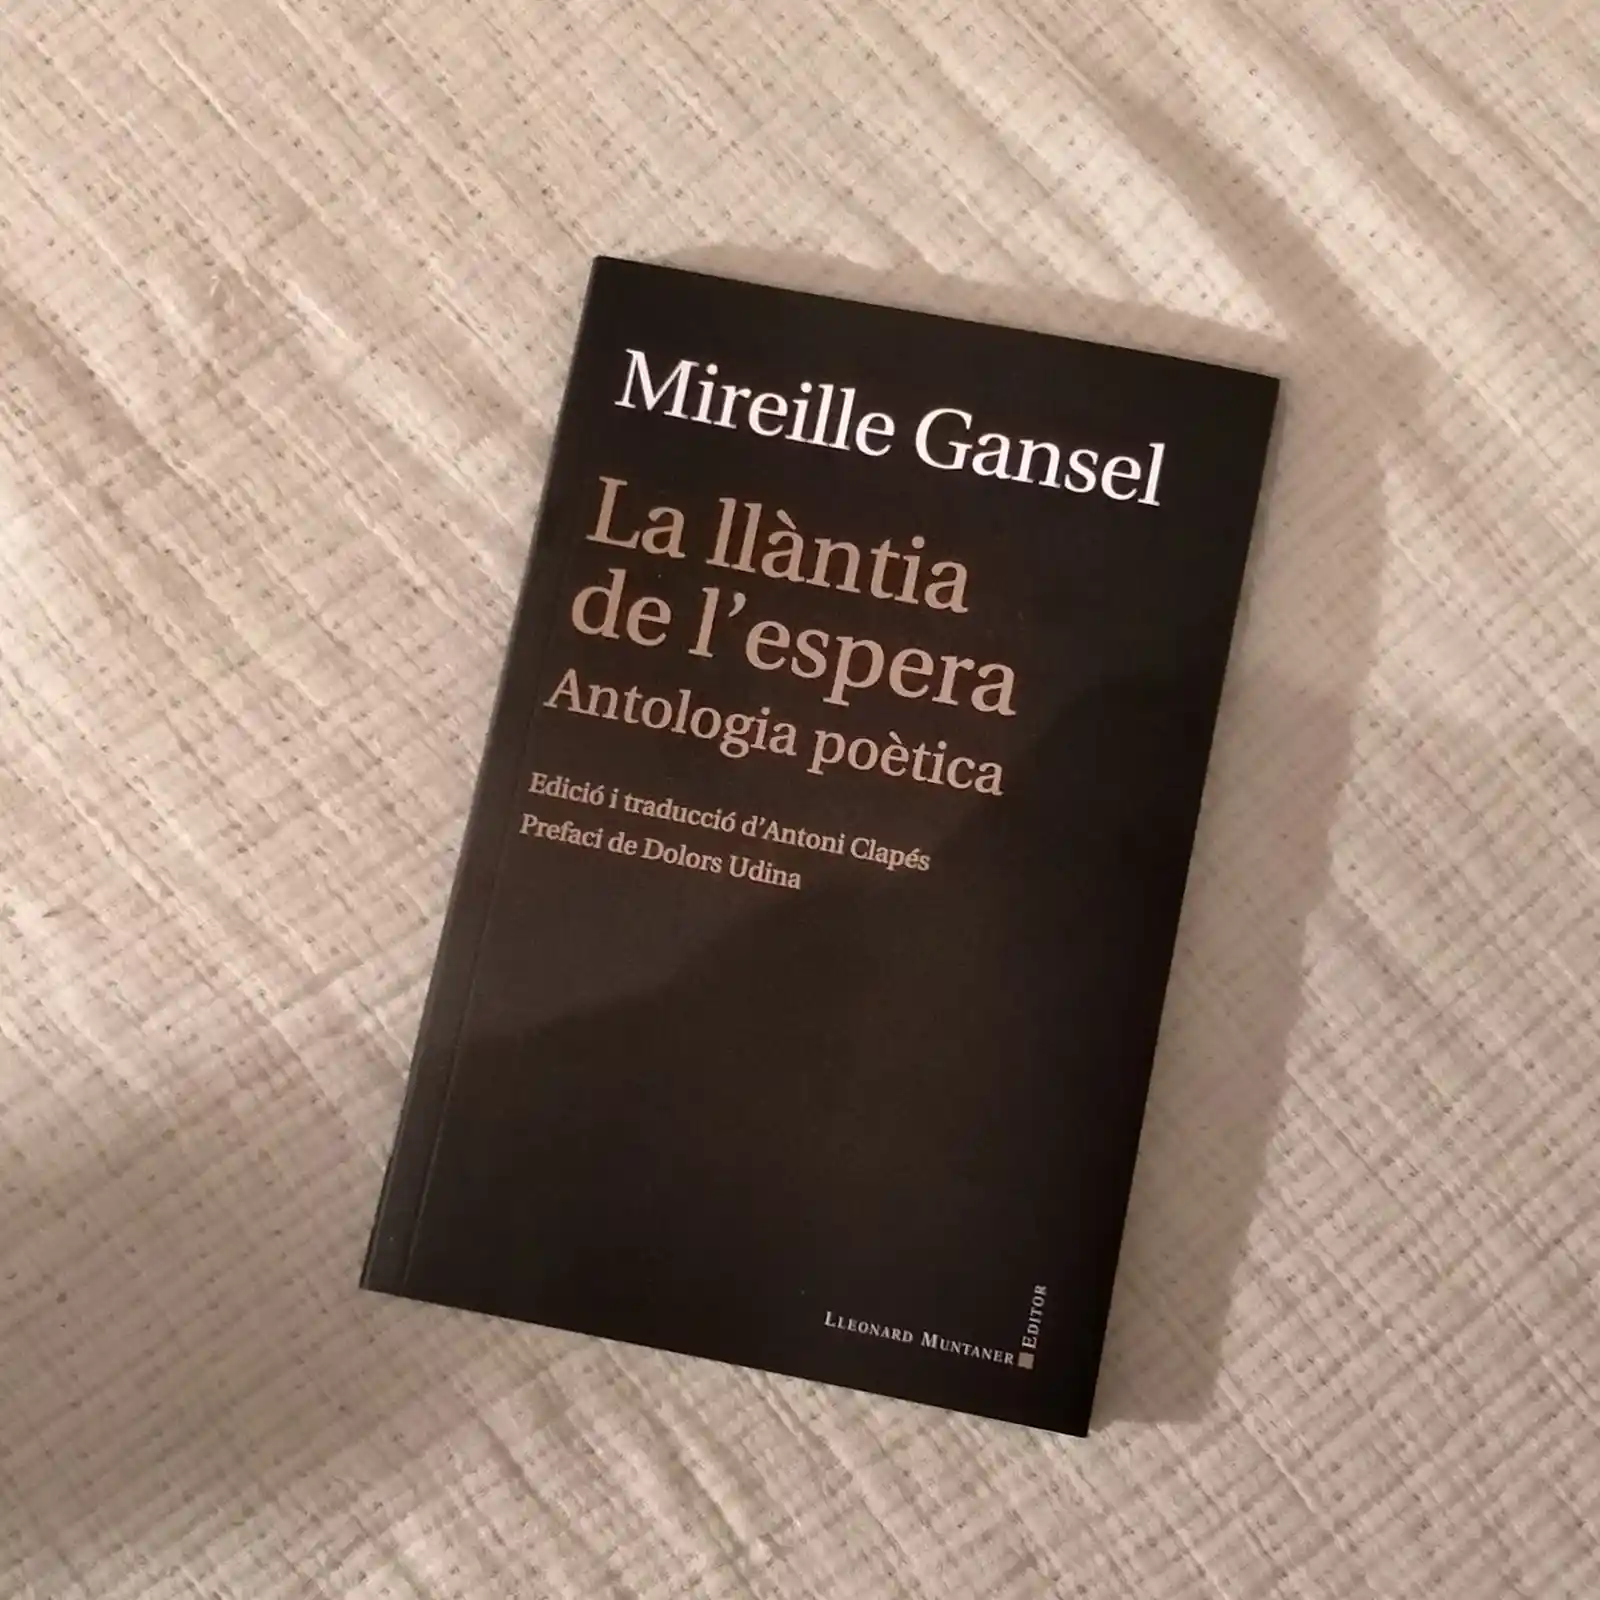 Mireille Gansel
La llàntia
de l’espera
Antologia poètica
Edició i traducció d’Antoni Clapés
Prefaci de Dolors Udina
LLEONARD MUNTANER
EDITOR